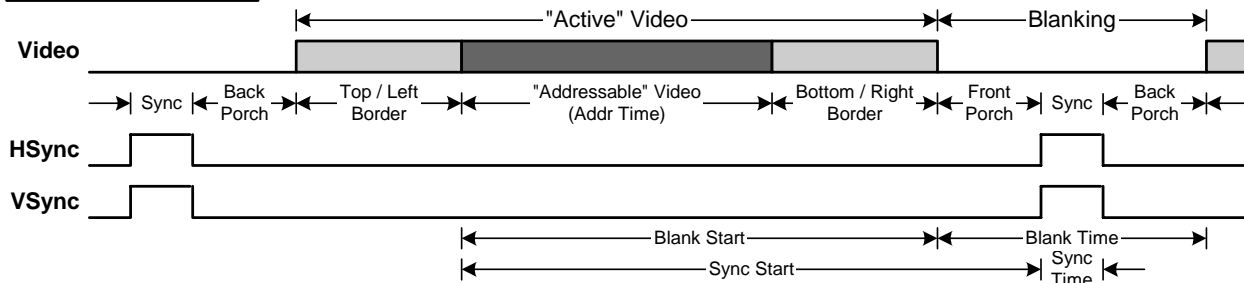 "Active" Video
Blanking
Video
Sync
Back
Porch
Top / Left
Border
"Addressable" Video
(Addr Time)
Bottom / Right
Border
Front
Porch
Sync
Back
Porch
HSync
VSync
Blank Start
Blank Time
Sync Start
Sync
Time